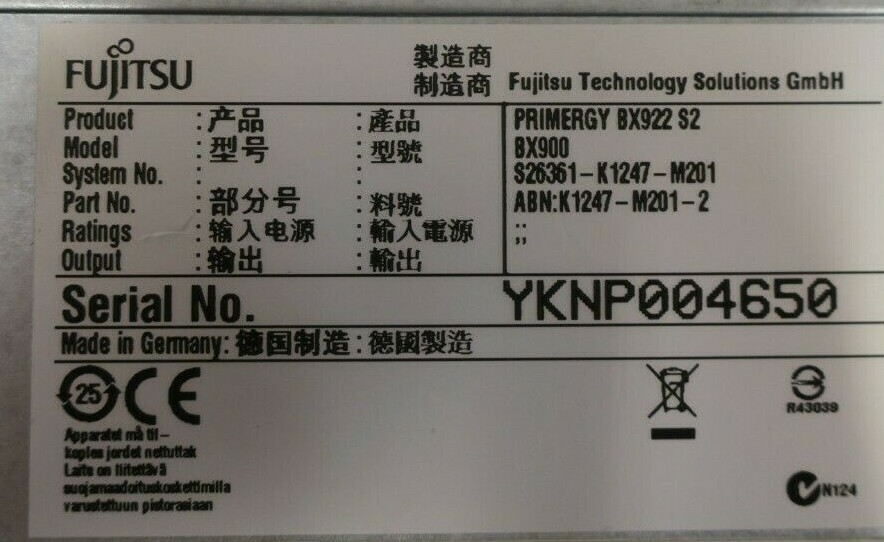 FUJITSU
製造商
制造商 Fujitsu Technology Solutions GmbH
Product :产品 :產品 PRIMERGY BX922 S2
Model :型号 :型號 BX900
System No. : : S26361-K1247-M201
Part No. :部分号 :料號 ABN:K1247-M201-2
Ratings :输入电源 :輸入電源 ;;
Output :输出 :輸出
Serial No. YKNP004650
Made in Germany:德国制造:德國製造
25 CE
R43039
Apparatet må til-
koples jordet nettuttak
Laite on liitettävä
suojamaadoituskoskettimilla
varustettuun pistorasiaan
N124